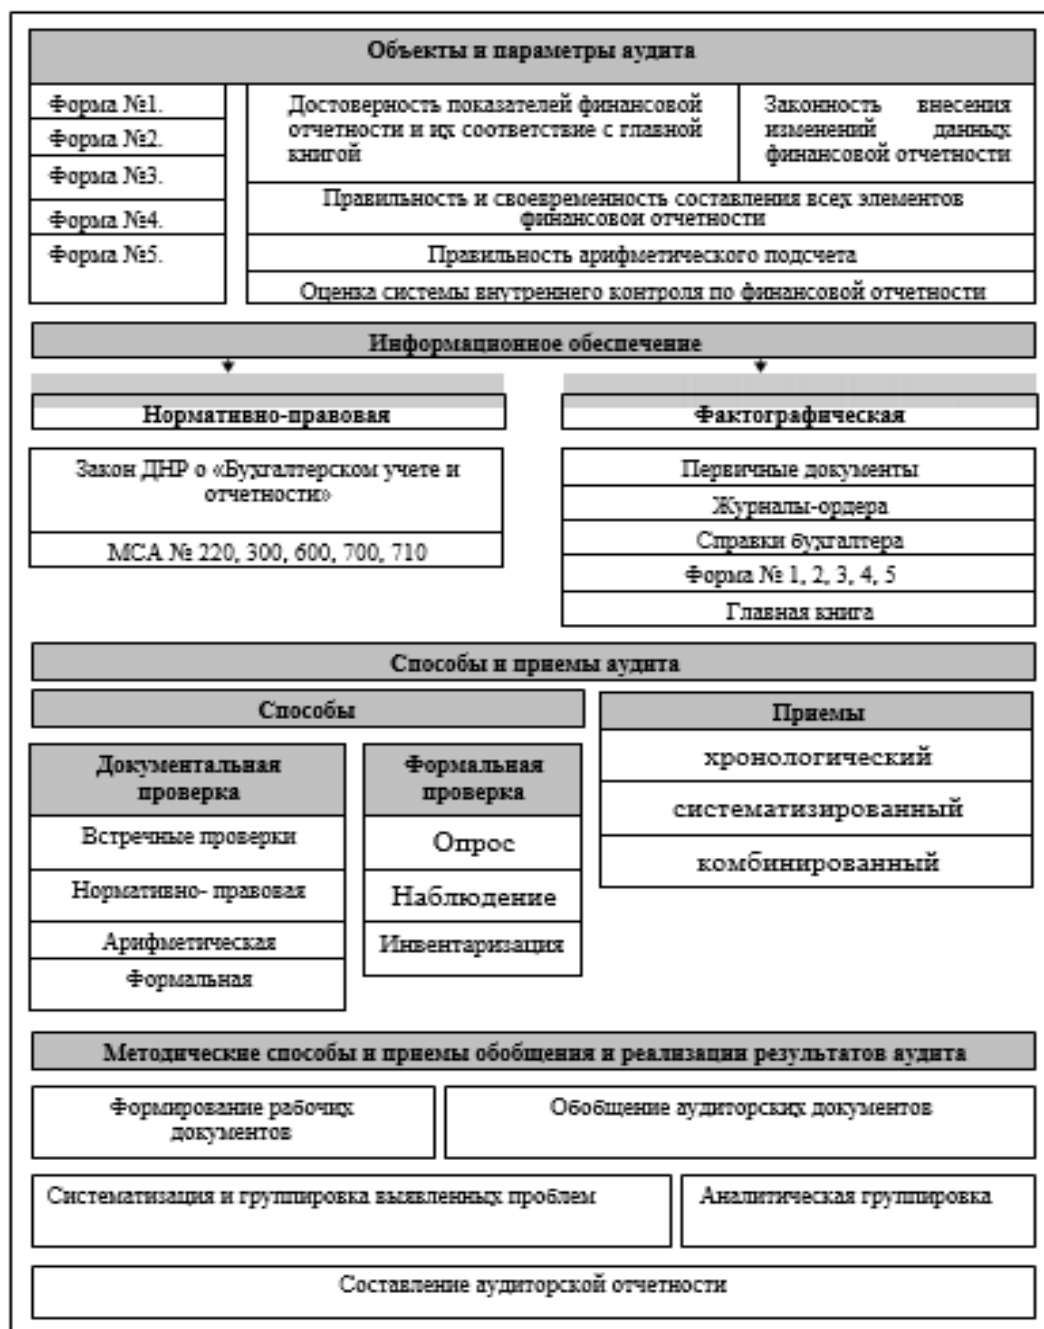 Объекты и параметры аудита
Форма №1.
Форма №2.
Форма №3.
Форма №4.
Форма №5.
Достоверность показателей финансовой
отчетности и их соответствие с главной
книгой
Законность внесения
изменений данных
финансовой отчетности
Правильность и своевременность составления всех элементов
финансовой отчетности
Правильность арифметического подсчета
Оценка системы внутреннего контроля по финансовой отчетности
Информационное обеспечение
Нормативно-правовая
Закон ДНР о «Бухгалтерском учете и
отчетности»
МСА № 220, 300, 600, 700, 710
Фактографическая
Первичные документы
Журналы-ордера
Справки бухгалтера
Форма № 1, 2, 3, 4, 5
Главная книга
Способы и приемы аудита
Способы
Документальная
проверка
Встречные проверки
Нормативно- правовая
Арифметическая
Формальная
Формальная
проверка
Опрос
Наблюдение
Инвентаризация
Приемы
хронологический
систематизированный
комбинированный
Методические способы и приемы обобщения и реализации результатов аудита
Формирование рабочих
документов
Обобщение аудиторских документов
Систематизация и группировка выявленных проблем
Аналитическая группировка
Составление аудиторской отчетности